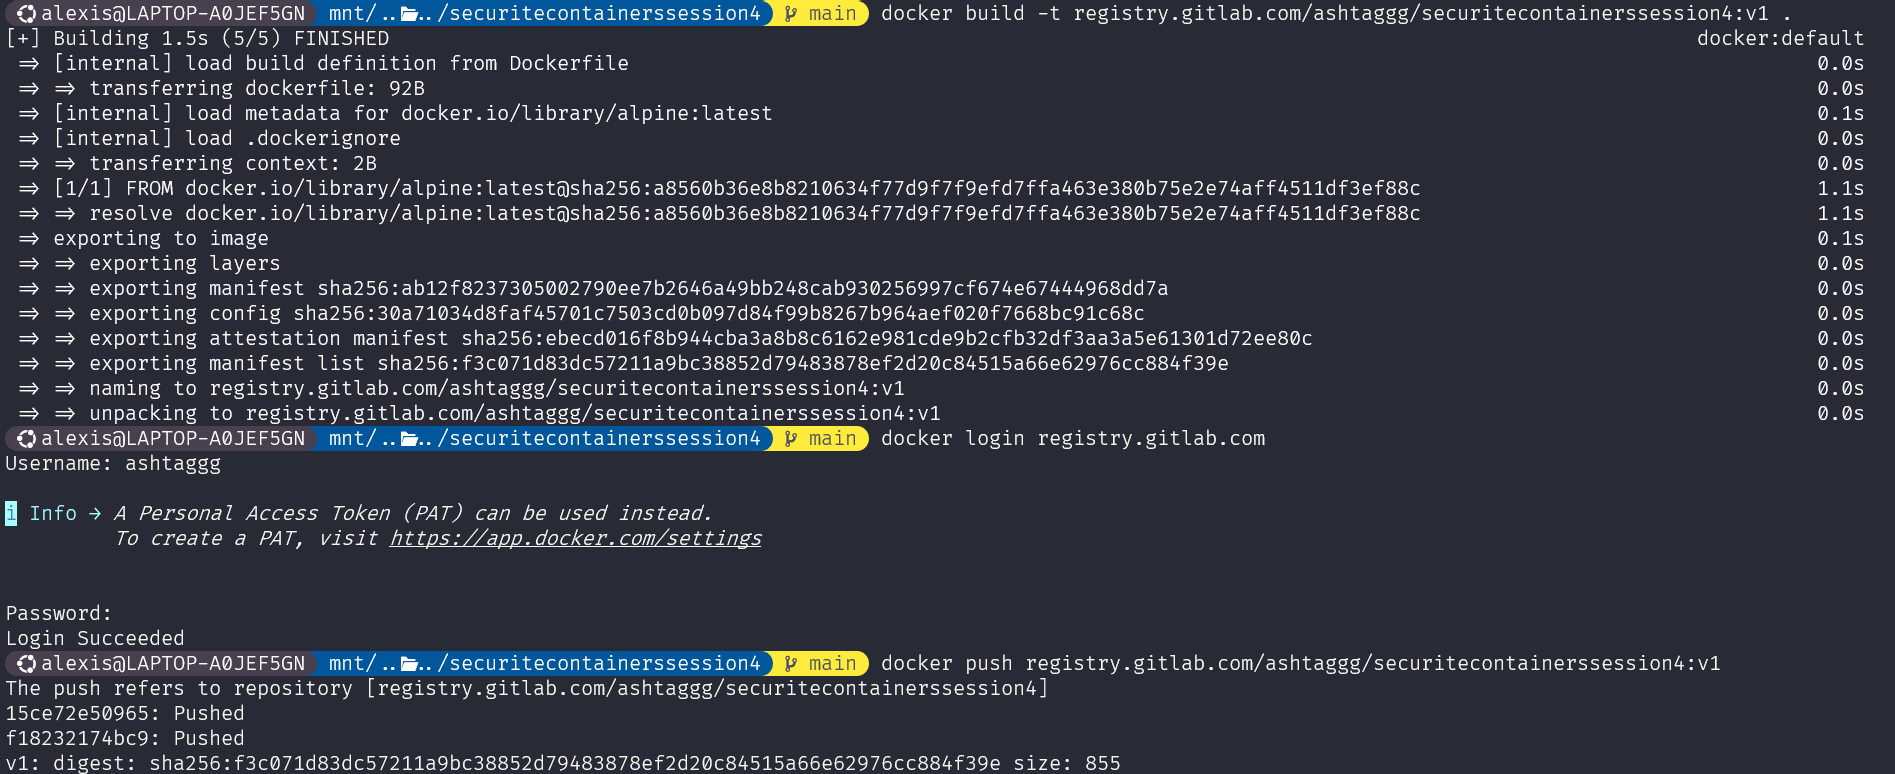 alexis@LAPTOP-A0JEF5GN mnt/..../securitecontainerssession4 main docker build -t registry.gitlab.com/ashtaggg/securitecontainerssession4:v1 .
[+] Building 1.5s (5/5) FINISHED docker:default
=> [internal] load build definition from Dockerfile 0.0s
=> => transferring dockerfile: 92B 0.0s
=> [internal] load metadata for docker.io/library/alpine:latest 0.1s
=> [internal] load .dockerignore 0.0s
=> => transferring context: 2B 0.0s
=> [1/1] FROM docker.io/library/alpine:latest@sha256:a8560b36e8b8210634f77d9f7f9efd7ffa463e380b75e2e74aff4511df3ef88c 1.1s
=> => resolve docker.io/library/alpine:latest@sha256:a8560b36e8b8210634f77d9f7f9efd7ffa463e380b75e2e74aff4511df3ef88c 1.1s
=> exporting to image 0.1s
=> => exporting layers 0.0s
=> => exporting manifest sha256:ab12f8237305002790ee7b2646a49bb248cab930256997cf674e67444968dd7a 0.0s
=> => exporting config sha256:30a71034d8faf45701c7503cd0b097d84f99b8267b964aef020f7668bc91c68c 0.0s
=> => exporting attestation manifest sha256:ebecd016f8b944cba3a8b8c6162e981cde9b2cfb32df3aa3a5e61301d72ee80c 0.0s
=> => exporting manifest list sha256:f3c071d83dc57211a9bc38852d79483878ef2d20c84515a66e62976cc884f39e 0.0s
=> => naming to registry.gitlab.com/ashtaggg/securitecontainerssession4:v1 0.0s
=> => unpacking to registry.gitlab.com/ashtaggg/securitecontainerssession4:v1 0.0s
alexis@LAPTOP-A0JEF5GN mnt/..../securitecontainerssession4 main docker login registry.gitlab.com
Username: ashtaggg
i Info → A Personal Access Token (PAT) can be used instead.
To create a PAT, visit https://app.docker.com/settings
Password:
Login Succeeded
alexis@LAPTOP-A0JEF5GN mnt/..../securitecontainerssession4 main docker push registry.gitlab.com/ashtaggg/securitecontainerssession4:v1
The push refers to repository [registry.gitlab.com/ashtaggg/securitecontainerssession4]
15ce72e50965: Pushed
f18232174bc9: Pushed
v1: digest: sha256:f3c071d83dc57211a9bc38852d79483878ef2d20c84515a66e62976cc884f39e size: 855